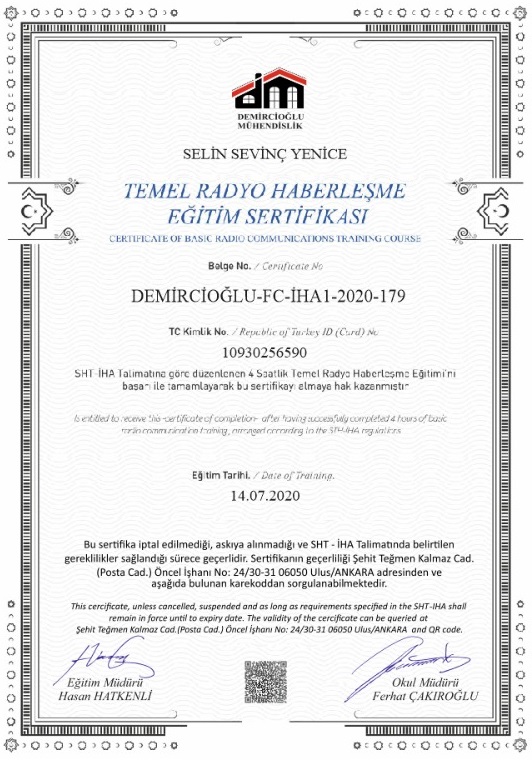 dm
DEMİRCİOĞLU
MÜHENDİSLİK
SELİN SEVİNÇ YENİCE
TEMEL RADYO HABERLEŞME
EĞİTİM SERTİFİKASI
CERTIFICATE OF BASIC RADIO COMMUNICATIONS TRAINING COURSE
Belge No. / Certificate No
DEMİRCİOĞLU-FC-İHA1-2020-179
TC Kimlik No. / Republic of Turkey ID (Card) No
10930256590
SHT-İHA Talimatına göre düzenlenen 4 Saatlik Temel Radyo Haberleşme Eğitimi'ni
başarı ile tamamlayarak bu sertifikayı almaya hak kazanmıştır
is entitled to receive this certificate of completion after having successfully completed 4 hours of basic
radio communication training, arranged according to the SHT-IHA regulations
Eğitim Tarihi. / Date of Training.
14.07.2020
Bu sertifika iptal edilmediği, askıya alınmadığı ve SHT - İHA Talimatında belirtilen
gereklilikler sağlandığı sürece geçerlidir. Sertifikanın geçerliliği Şehit Teğmen Kalmaz Cad.
(Posta Cad.) Öncel İşhanı No: 24/30-31 06050 Ulus/ANKARA adresinden ve
aşağıda bulunan karekoddan sorgulanabilmektedir.
This cercificate, unless cancelled, suspended and as long as requirements specified in the SHT-IHA shall
remain in force until to expiry date. The validity of the cercificate can be queried at
Şehit Teğmen Kalmaz Cad.(Posta Cad.) Öncel İşhanı No: 24/30-31 06050 Ulus/ANKARA and QR code.
Eğitim Müdürü
Hasan HATKENLİ
Okul Müdürü
Ferhat ÇAKIROĞLU